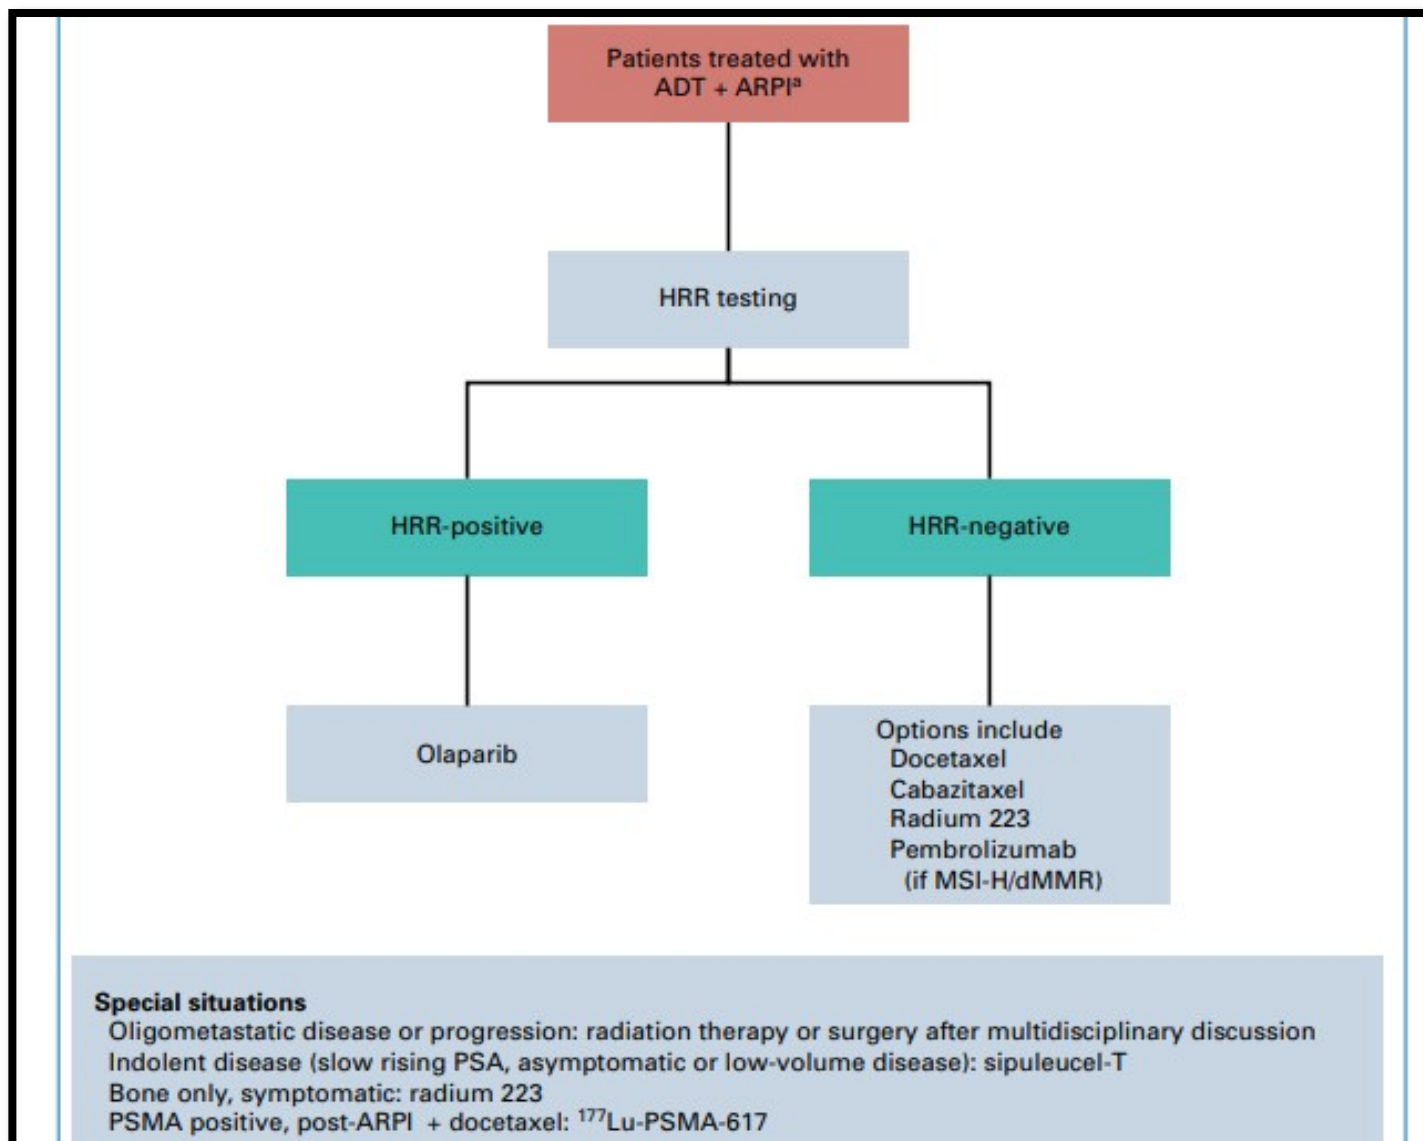 Patients treated with
ADT + ARPIᵃ
HRR testing
HRR-positive
HRR-negative
Olaparib
Options include
Docetaxel
Cabazitaxel
Radium 223
Pembrolizumab
(if MSI-H/dMMR)
Special situations
Oligometastatic disease or progression: radiation therapy or surgery after multidisciplinary discussion
Indolent disease (slow rising PSA, asymptomatic or low-volume disease): sipuleucel-T
Bone only, symptomatic: radium 223
PSMA positive, post-ARPI + docetaxel: ¹⁷⁷Lu-PSMA-617